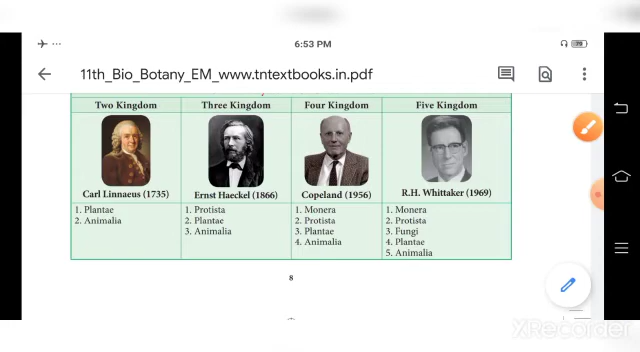 6:53 PM
79
11th_Bio_Botany_EM_www.tntextbooks.in.pdf
Two Kingdom
Three Kingdom
Four Kingdom
Five Kingdom
Carl Linnaeus (1735)
Ernst Haeckel (1866)
Copeland (1956)
R.H. Whittaker (1969)
1. Plantae
2. Animalia
1. Protista
2. Plantae
3. Animalia
1. Monera
2. Protista
3. Plantae
4. Animalia
1. Monera
2. Protista
3. Fungi
4. Plantae
5. Animalia
8
XRecorder